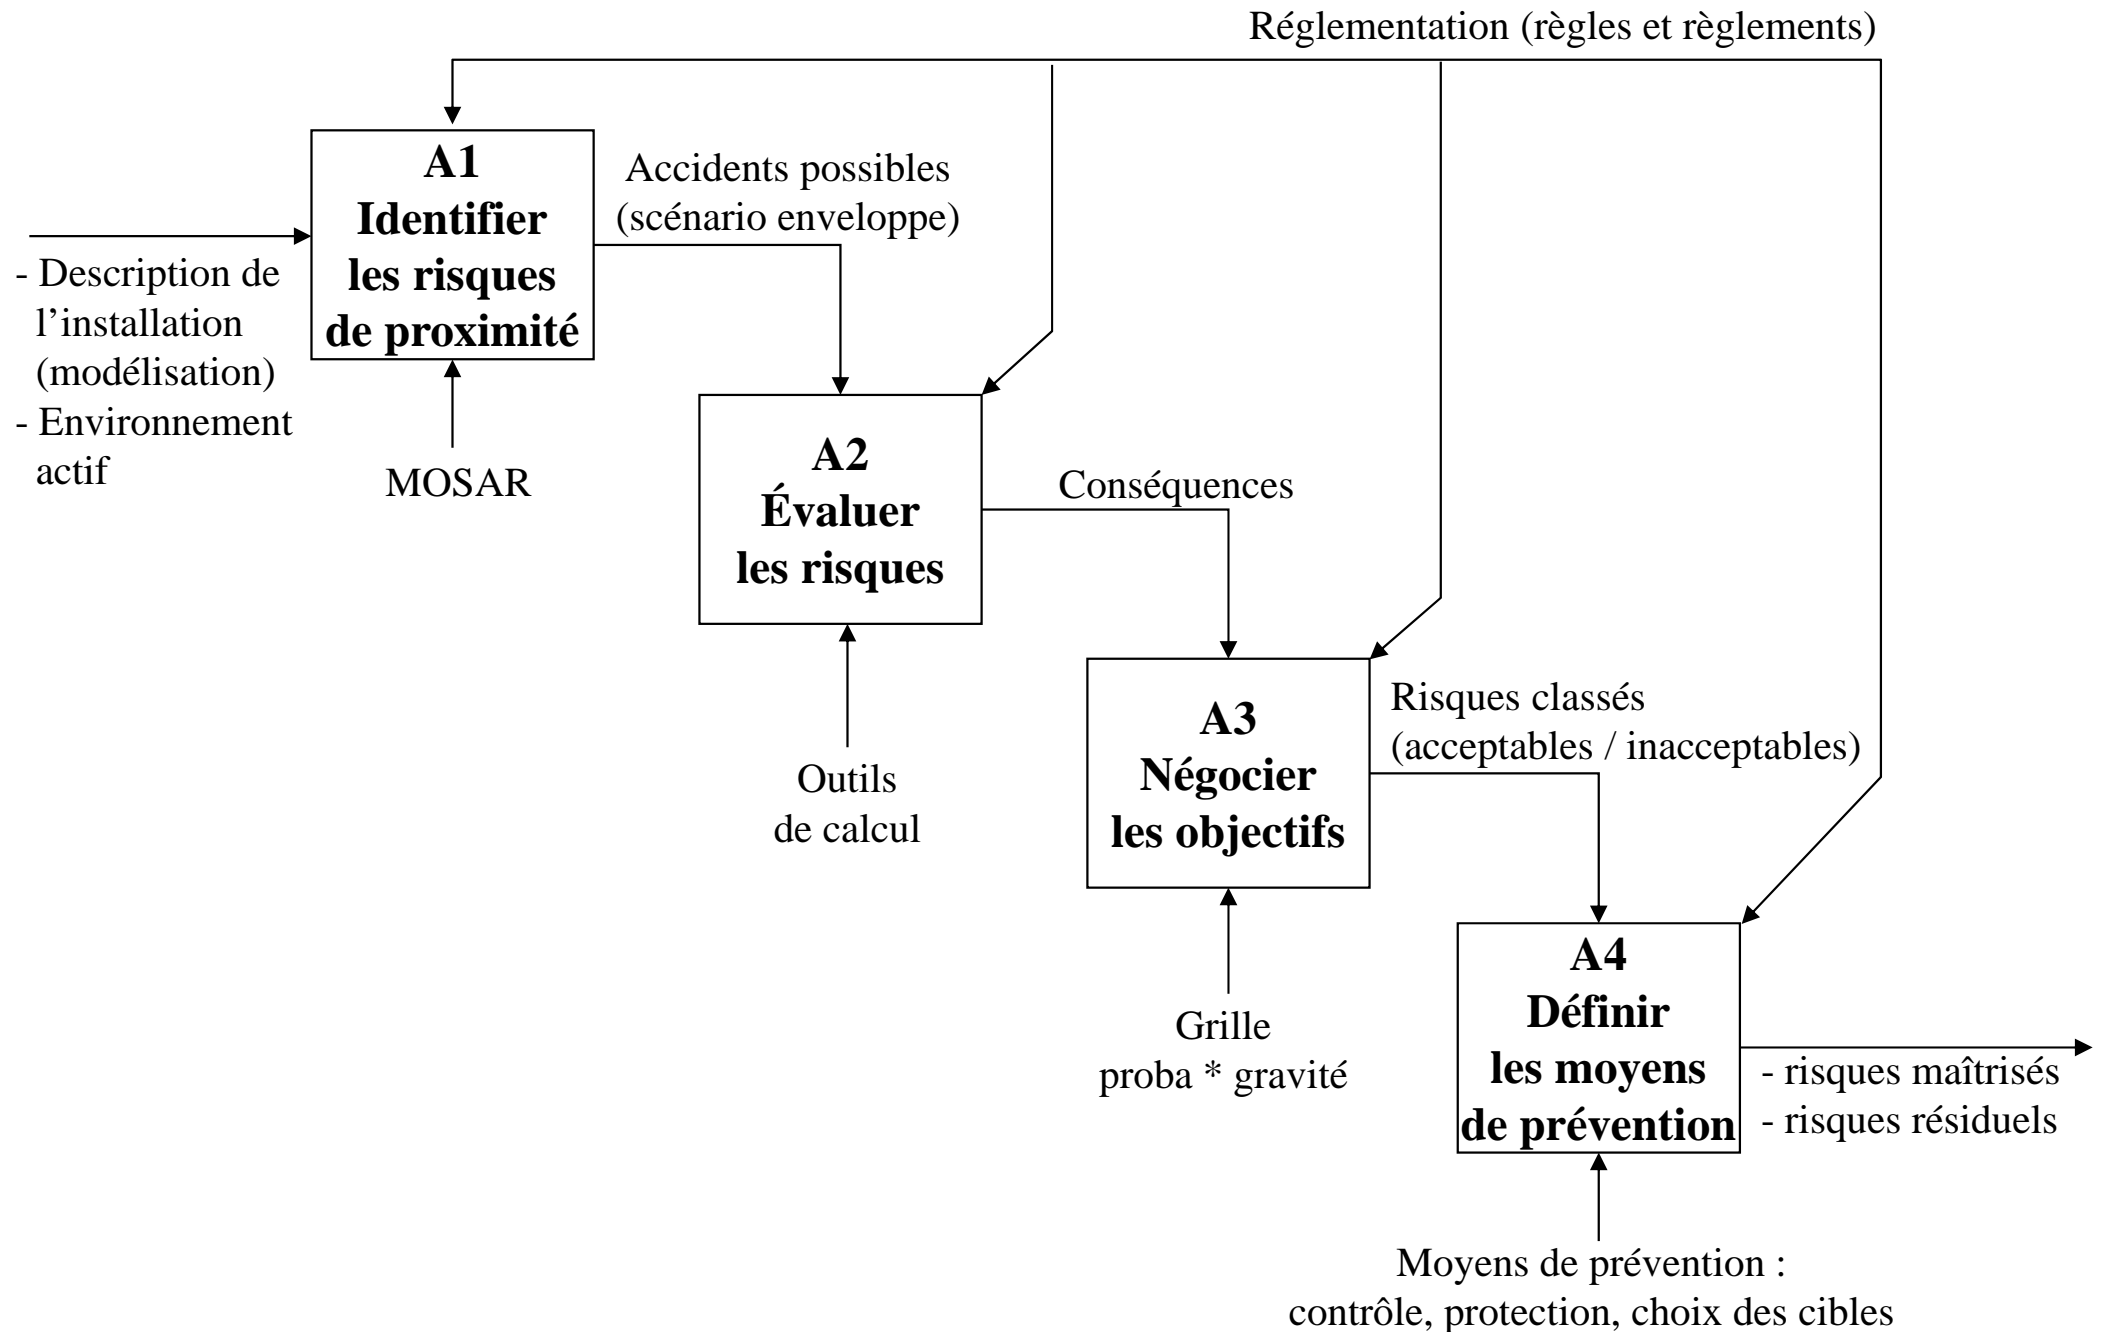 Réglementation (règles et règlements)
A1
Identifier
les risques
de proximité
Accidents possibles
(scénario enveloppe)
- Description de
l’installation
(modélisation)
- Environnement
actif
MOSAR
A2
Évaluer
les risques
Conséquences
Outils
de calcul
A3
Négocier
les objectifs
Risques classés
(acceptables / inacceptables)
Grille
proba * gravité
A4
Définir
les moyens
de prévention
- risques maîtrisés
- risques résiduels
Moyens de prévention :
contrôle, protection, choix des cibles